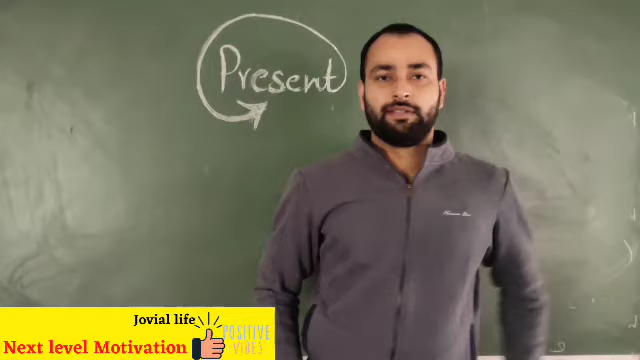 Present
Jovial life
Next level Motivation
POSITIVE
VIBES